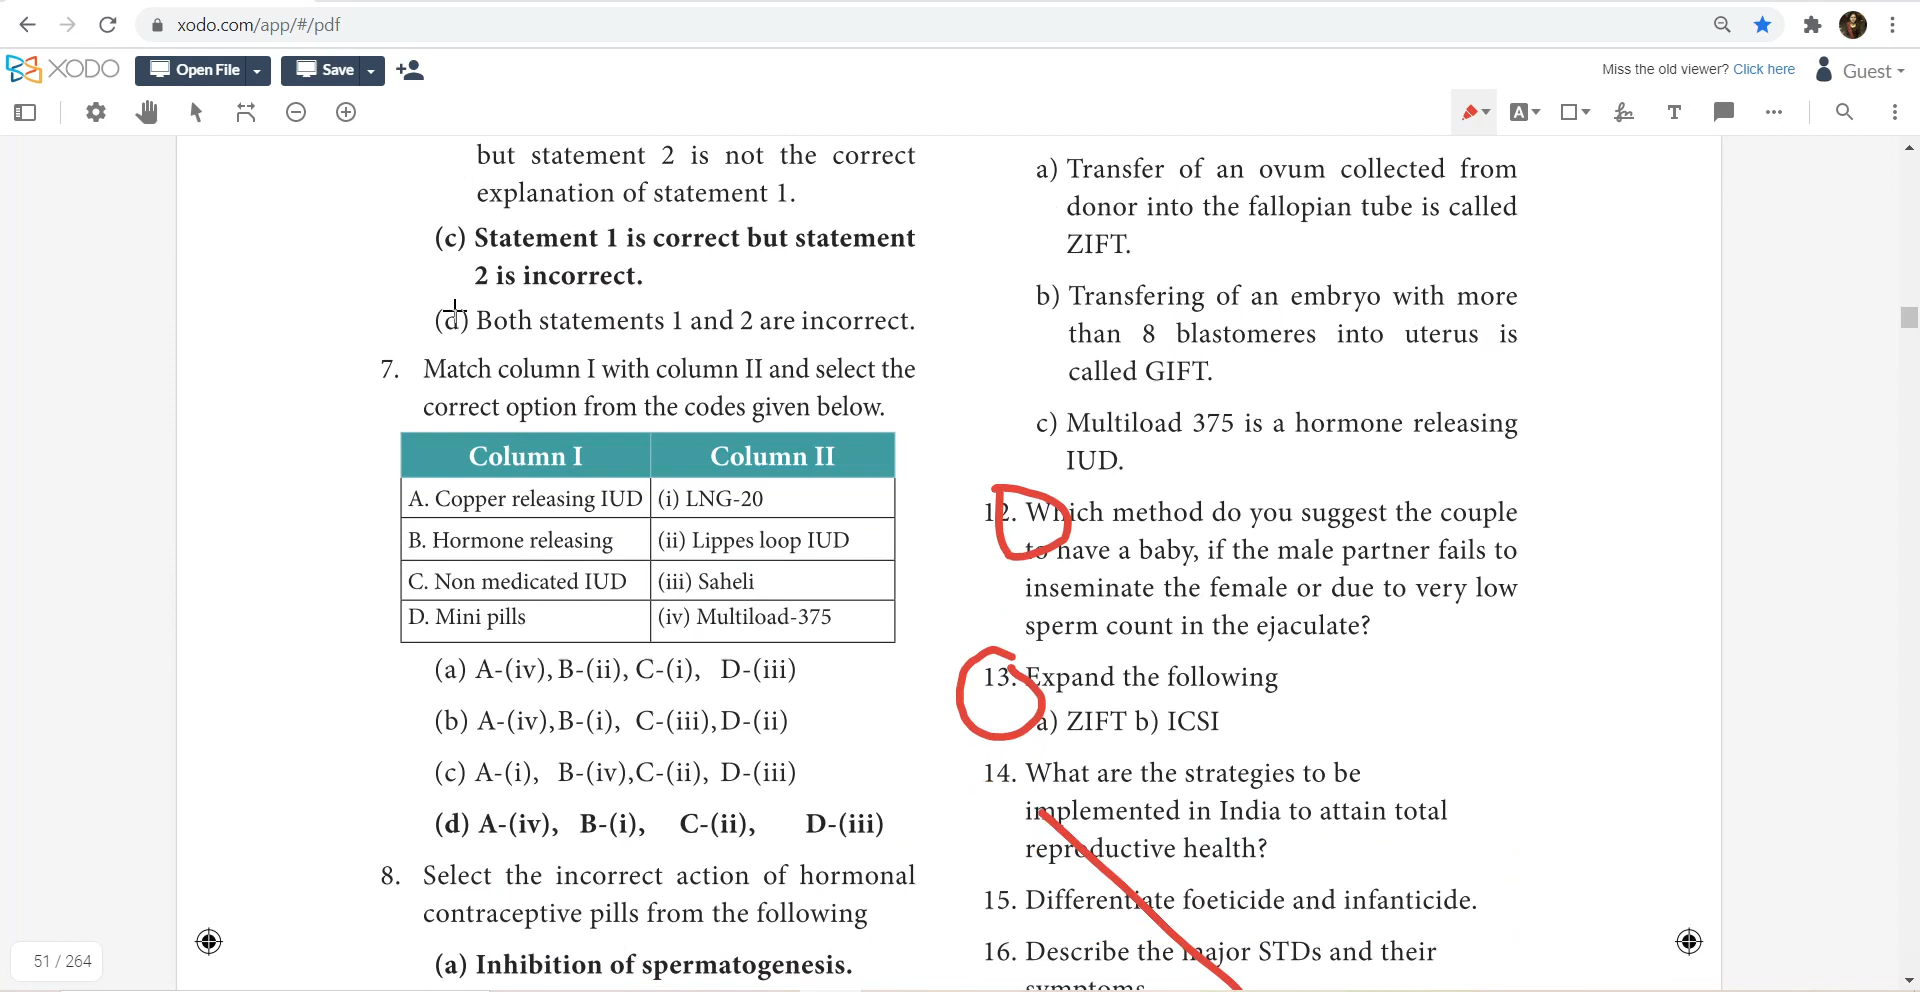 xodo.com/app/#/pdf
XODO
Open File
Save
Miss the old viewer? Click here
Guest
but statement 2 is not the correct
explanation of statement 1.
(c) Statement 1 is correct but statement
2 is incorrect.
(d) Both statements 1 and 2 are incorrect.
7. Match column I with column II and select the
correct option from the codes given below.
Column I Column II
A. Copper releasing IUD (i) LNG-20
B. Hormone releasing (ii) Lippes loop IUD
C. Non medicated IUD (iii) Saheli
D. Mini pills (iv) Multiload-375
(a) A-(iv), B-(ii), C-(i), D-(iii)
(b) A-(iv), B-(i), C-(iii), D-(ii)
(c) A-(i), B-(iv), C-(ii), D-(iii)
(d) A-(iv), B-(i), C-(ii), D-(iii)
8. Select the incorrect action of hormonal
contraceptive pills from the following
(a) Inhibition of spermatogenesis.
a) Transfer of an ovum collected from
donor into the fallopian tube is called
ZIFT.
b) Transfering of an embryo with more
than 8 blastomeres into uterus is
called GIFT.
c) Multiload 375 is a hormone releasing
IUD.
12. Which method do you suggest the couple
to have a baby, if the male partner fails to
inseminate the female or due to very low
sperm count in the ejaculate?
13. Expand the following
a) ZIFT b) ICSI
14. What are the strategies to be
implemented in India to attain total
reproductive health?
15. Differentiate foeticide and infanticide.
16. Describe the major STDs and their
symptoms
51 / 264